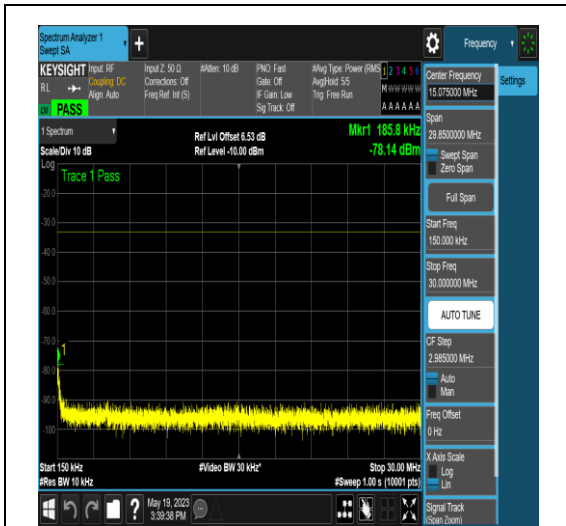 Spectrum Analyzer 1
Swept SA
Frequency
KEYSIGHT
RL
PASS
Input: RF
Coupling: DC
Align: Auto
Input Z: 50 Ω
Corrections: Off
Freq Ref: Int (S)
#Atten: 10 dB
PNO: Fast
Gate: Off
IF Gain: Low
Sig Track: Off
#Avg Type: Power (RMS
Avg|Hold: 5/5
Trig: Free Run
1 2 3 4 5 6
M W W W W W
A A A A A A
1 Spectrum
Scale/Div 10 dB
Ref Lvl Offset 6.53 dB
Ref Level -10.00 dBm
Mkr1 185.8 kHz
-78.14 dBm
Log
Trace 1 Pass
-20.0
-30.0
-40.0
-50.0
-60.0
-70.0
-80.0
-90.0
-100
1
Start 150 kHz
#Res BW 10 kHz
#Video BW 30 kHz*
Stop 30.00 MHz
#Sweep 1.00 s (10001 pts)
May 19, 2023
3:39:38 PM
Center Frequency
15.075000 MHz
Settings
Span
29.8500000 MHz
Swept Span
Zero Span
Full Span
Start Freq
150.000 kHz
Stop Freq
30.000000 MHz
AUTO TUNE
CF Step
2.985000 MHz
Auto
Man
Freq Offset
0 Hz
X Axis Scale
Log
Lin
Signal Track
(Span Zoom)